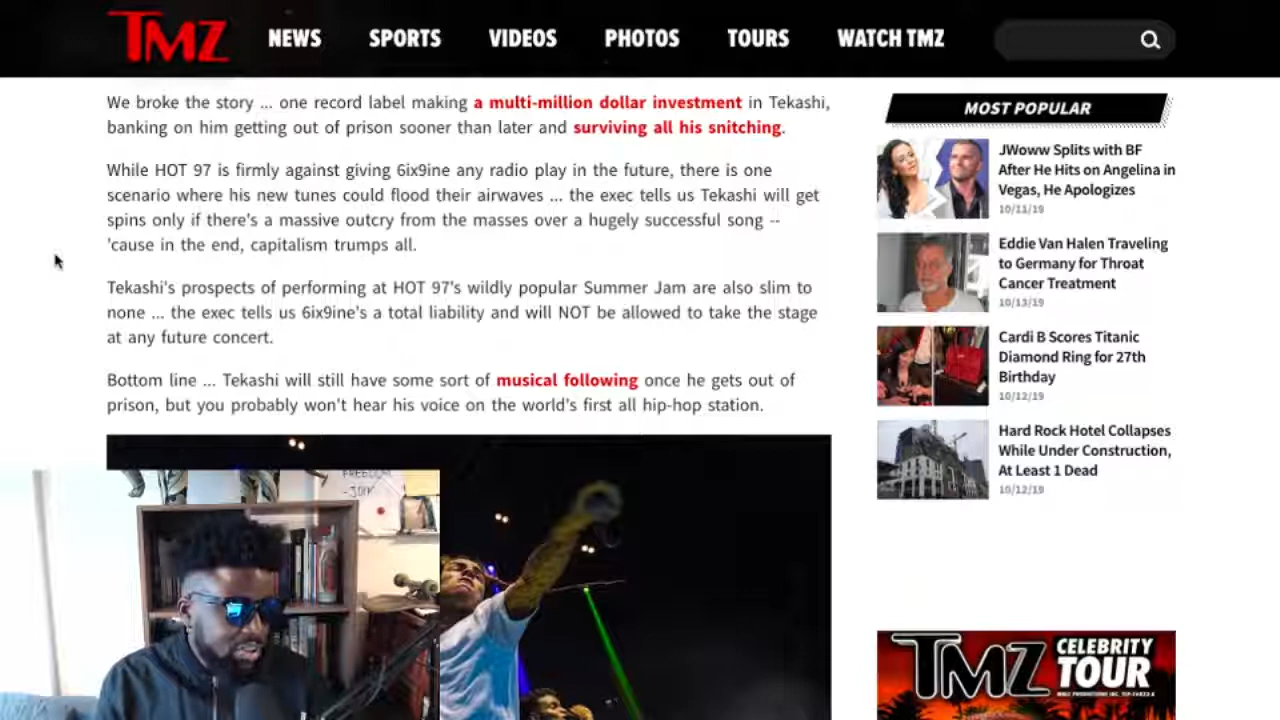 TMZ
NEWS SPORTS VIDEOS PHOTOS TOURS WATCH TMZ
We broke the story ... one record label making a multi-million dollar investment in Tekashi,
banking on him getting out of prison sooner than later and surviving all his snitching.
While HOT 97 is firmly against giving 6ix9ine any radio play in the future, there is one
scenario where his new tunes could flood their airwaves ... the exec tells us Tekashi will get
spins only if there's a massive outcry from the masses over a hugely successful song --
'cause in the end, capitalism trumps all.
Tekashi's prospects of performing at HOT 97's wildly popular Summer Jam are also slim to
none ... the exec tells us 6ix9ine's a total liability and will NOT be allowed to take the stage
at any future concert.
Bottom line ... Tekashi will still have some sort of musical following once he gets out of
prison, but you probably won't hear his voice on the world's first all hip-hop station.
FREEDOM
MOST POPULAR
JWoww Splits with BF
After He Hits on Angelina in
Vegas, He Apologizes
10/11/19
Eddie Van Halen Traveling
to Germany for Throat
Cancer Treatment
10/13/19
Cardi B Scores Titanic
Diamond Ring for 27th
Birthday
10/12/19
Hard Rock Hotel Collapses
While Under Construction,
At Least 1 Dead
10/12/19
TMZ CELEBRITY
TOUR